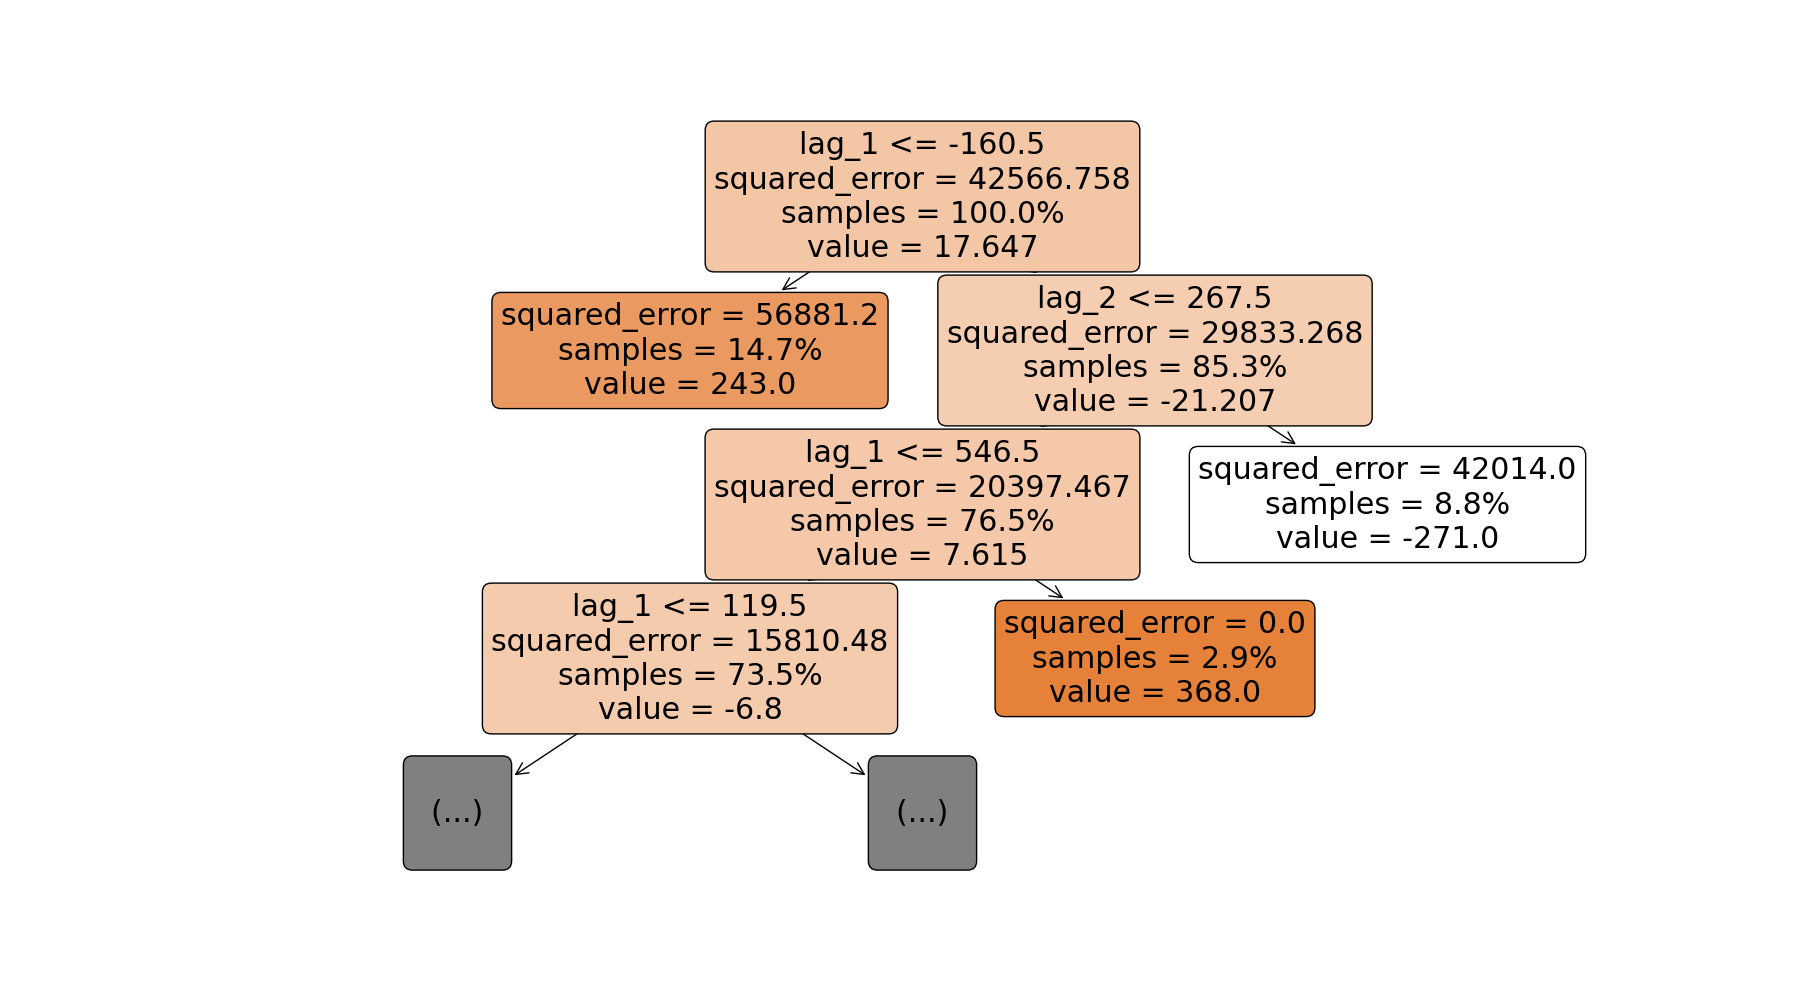 lag_1 <= -160.5
squared_error = 42566.758
samples = 100.0%
value = 17.647
squared_error = 56881.2
samples = 14.7%
value = 243.0
lag_2 <= 267.5
squared_error = 29833.268
samples = 85.3%
value = -21.207
lag_1 <= 546.5
squared_error = 20397.467
samples = 76.5%
value = 7.615
squared_error = 42014.0
samples = 8.8%
value = -271.0
lag_1 <= 119.5
squared_error = 15810.48
samples = 73.5%
value = -6.8
squared_error = 0.0
samples = 2.9%
value = 368.0
(...)
(...)